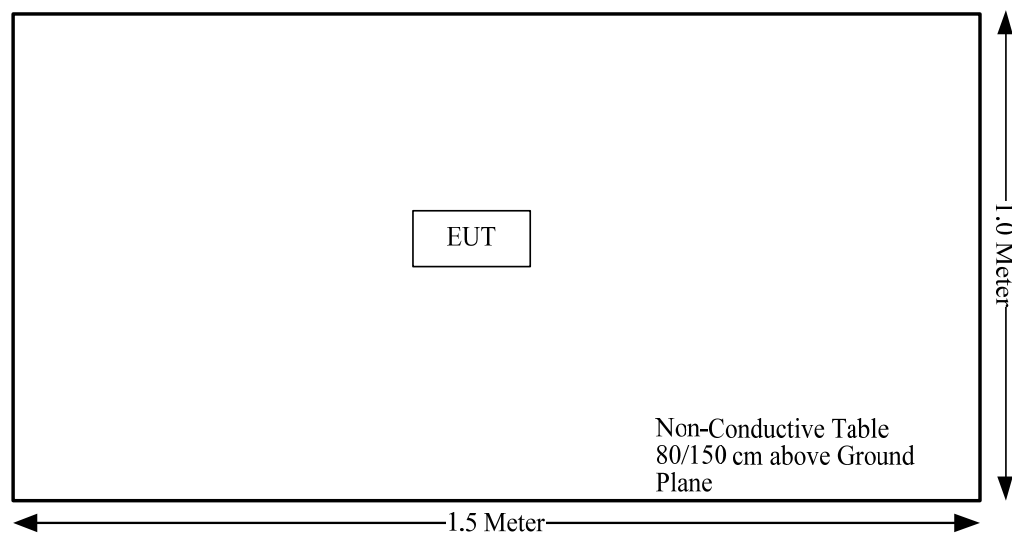 EUT
1.0 Meter
Non-Conductive Table
80/150 cm above Ground
Plane
1.5 Meter